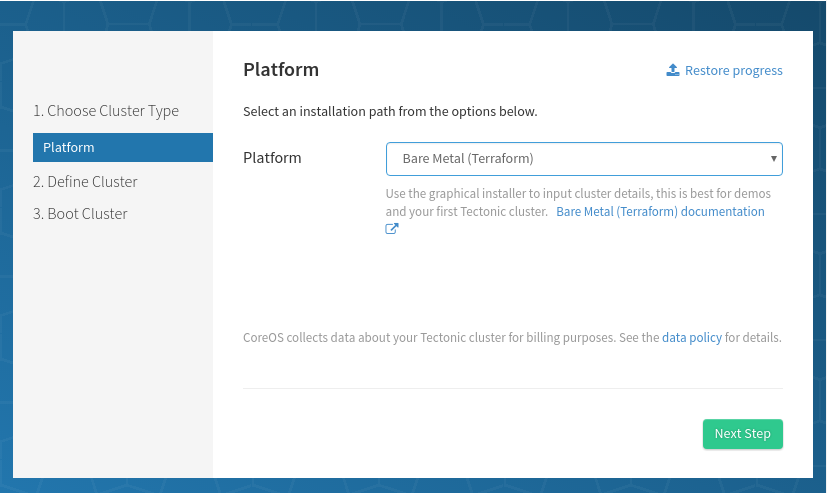 Platform
Restore progress
1. Choose Cluster Type
Platform
2. Define Cluster
3. Boot Cluster
Select an installation path from the options below.
Platform
Bare Metal (Terraform)
Use the graphical installer to input cluster details, this is best for demos
and your first Tectonic cluster. Bare Metal (Terraform) documentation
CoreOS collects data about your Tectonic cluster for billing purposes. See the data policy for details.
Next Step